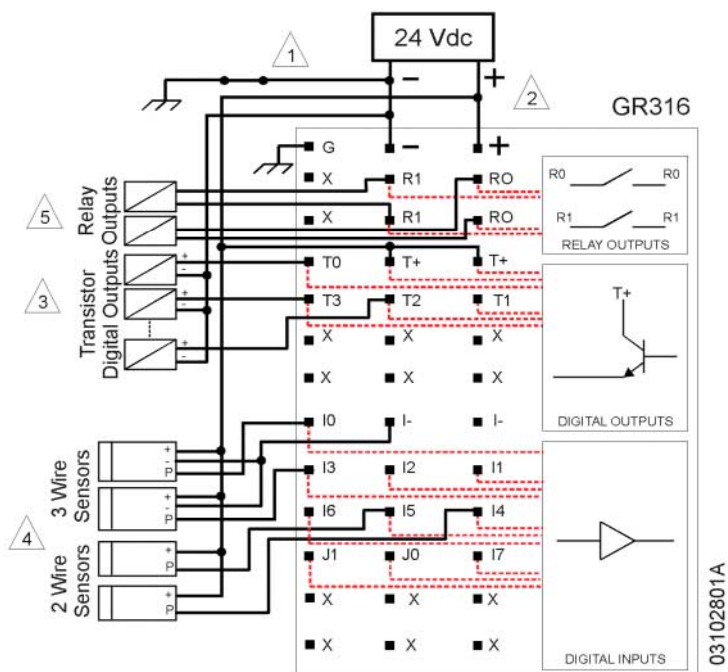 24 Vdc
1
- +
2
GR316
G - +
X R1 RO
X R1 RO
R0 R0
R1 R1
RELAY OUTPUTS
5
Relay
Outputs
T0 T+ T+
T3 T2 T1
X X X
X X X
T+
DIGITAL OUTPUTS
3
Transistor
Digital Outputs
+
-
+
-
+
-
I0 I- I-
I3 I2 I1
I6 I5 I4
J1 J0 I7
X X X
X X X
DIGITAL INPUTS
4
3 Wire
Sensors
+
-
P
+
-
P
2 Wire
Sensors
+
P
+
P
03102801A